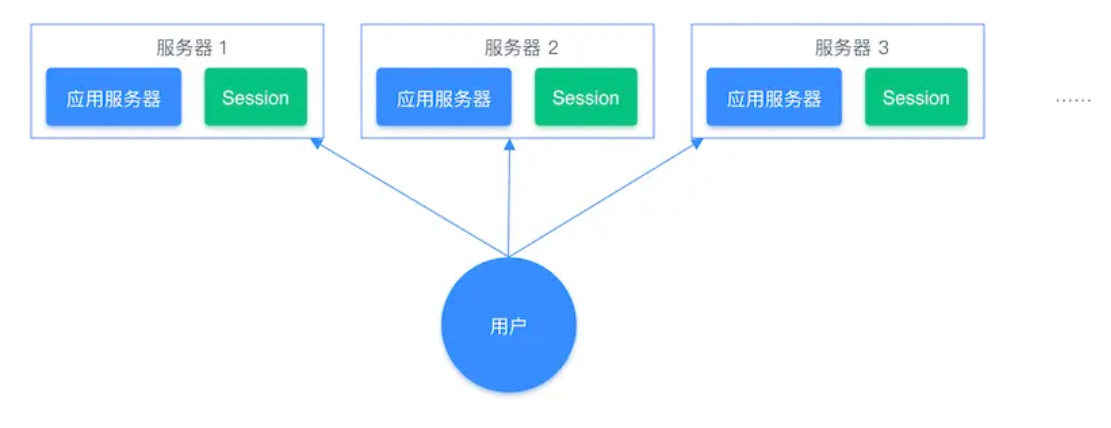 服务器 1
应用服务器
Session
服务器 2
应用服务器
Session
服务器 3
应用服务器
Session
......
用户